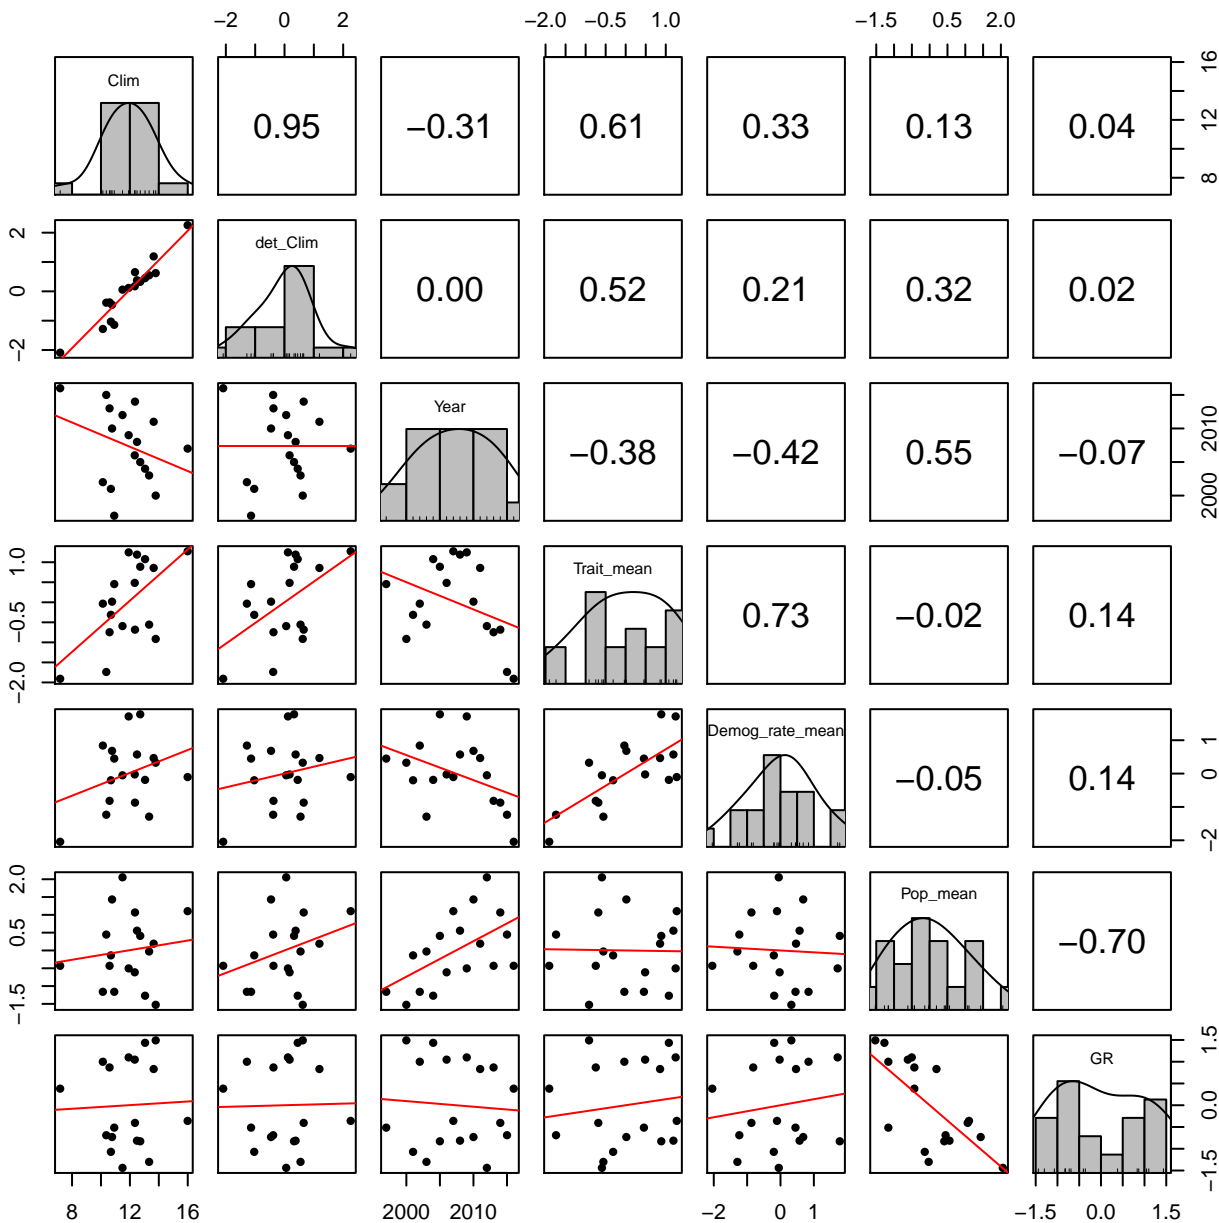 −2 0 2 −2.0 −0.5 1.0 −1.5 0.5 2.0
Clim 0.95 −0.31 0.61 0.33 0.13 0.04 8 12 16
−2 0 2 det_Clim 0.00 0.52 0.21 0.32 0.02
Year −0.38 −0.42 0.55 −0.07 2000 2010
−2.0 −0.5 1.0 Trait_mean 0.73 −0.02 0.14
Demog_rate_mean −0.05 0.14 −2 0 1
−1.5 0.5 2.0 Pop_mean −0.70
GR −1.5 0.0 1.5
8 12 16 2000 2010 −2 0 1 −1.5 0.0 1.5